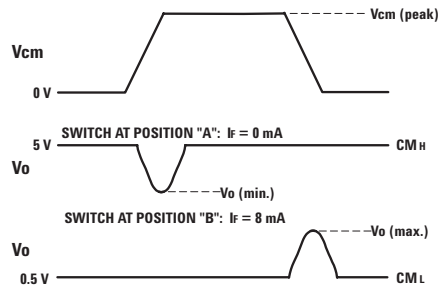 Vcm (peak)
Vcm
0 V
SWITCH AT POSITION "A": IF = 0 mA
5 V
CMH
Vo
Vo (min.)
SWITCH AT POSITION "B": IF = 8 mA
Vo
Vo (max.)
0.5 V
CML